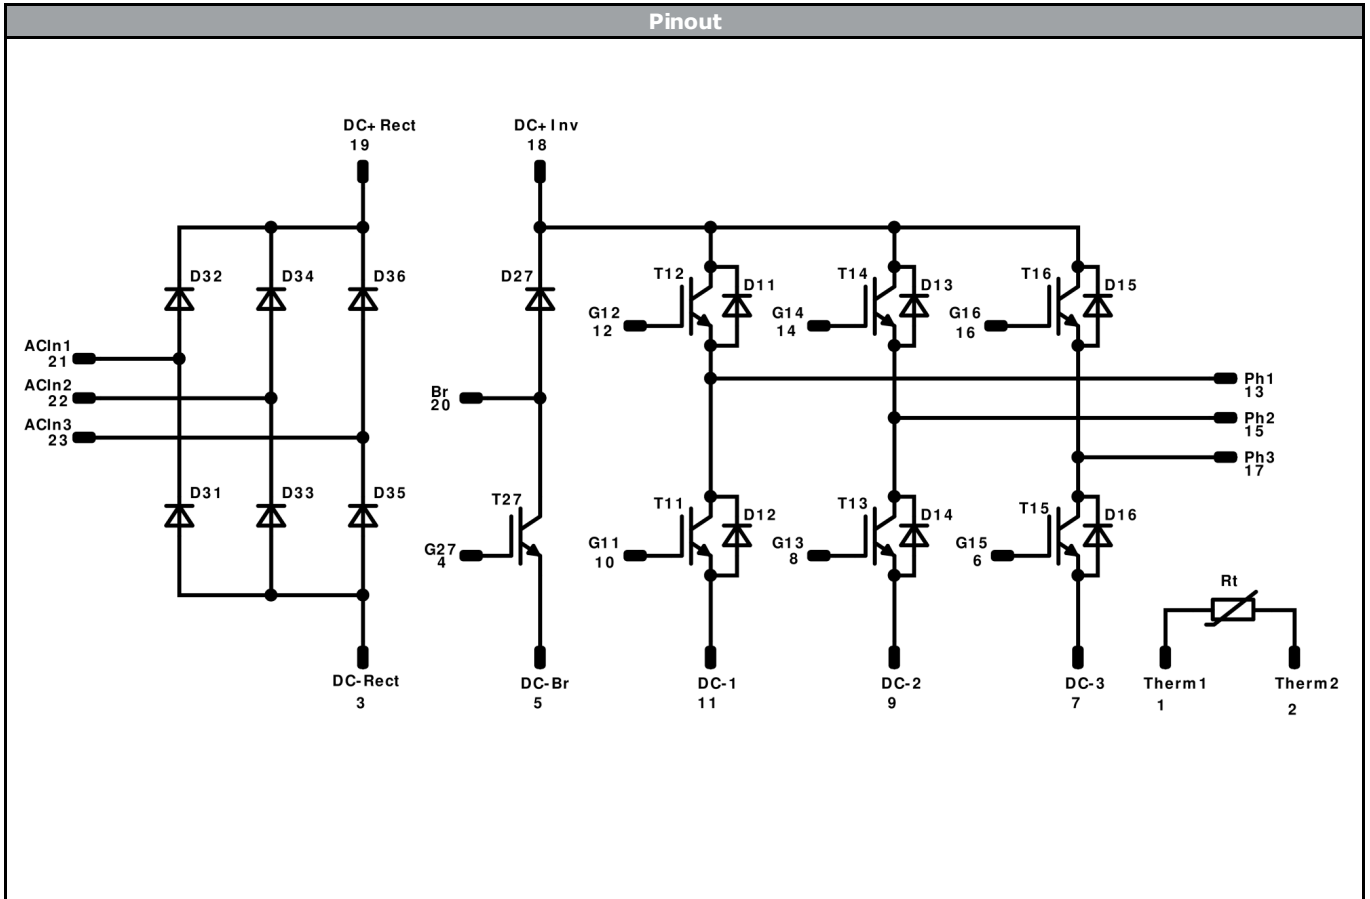 Pinout
DC+Rect
19
DC+Inv
18
D32
D34
D36
D27
T12
D11
T14
D13
T16
D15
G12
12
G14
14
G16
16
ACIn1
21
ACIn2
22
ACIn3
23
Br
20
Ph1
13
Ph2
15
Ph3
17
D31
D33
D35
T27
T11
D12
T13
D14
T15
D16
G27
4
G11
10
G13
8
G15
6
Rt
DC-Rect
3
DC-Br
5
DC-1
11
DC-2
9
DC-3
7
Therm1
1
Therm2
2